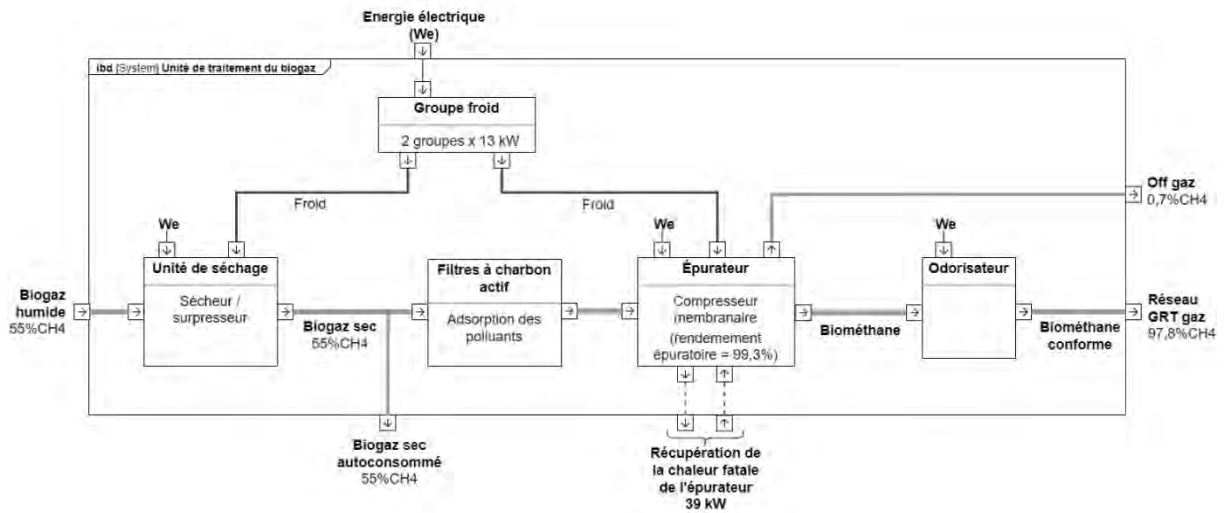 Energie électrique
(We)
ibd [System] Unité de traitement du biogaz
Groupe froid
2 groupes x 13 kW
Froid
Froid
Off gaz
0,7%CH4
We
We
We
Unité de séchage
Sécheur /
surpresseur
Filtres à charbon
actif
Adsorption des
polluants
Épurateur
Compresseur
membranaire
(rendemement
épuratoire = 99,3%)
Odorisateur
Biogaz
humide
55%CH4
Biogaz sec
55%CH4
Biométhane
Biométhane
conforme
Réseau
GRT gaz
97,8%CH4
Biogaz sec
autoconsommé
55%CH4
Récupération de
la chaleur fatale
de l'épurateur
39 kW